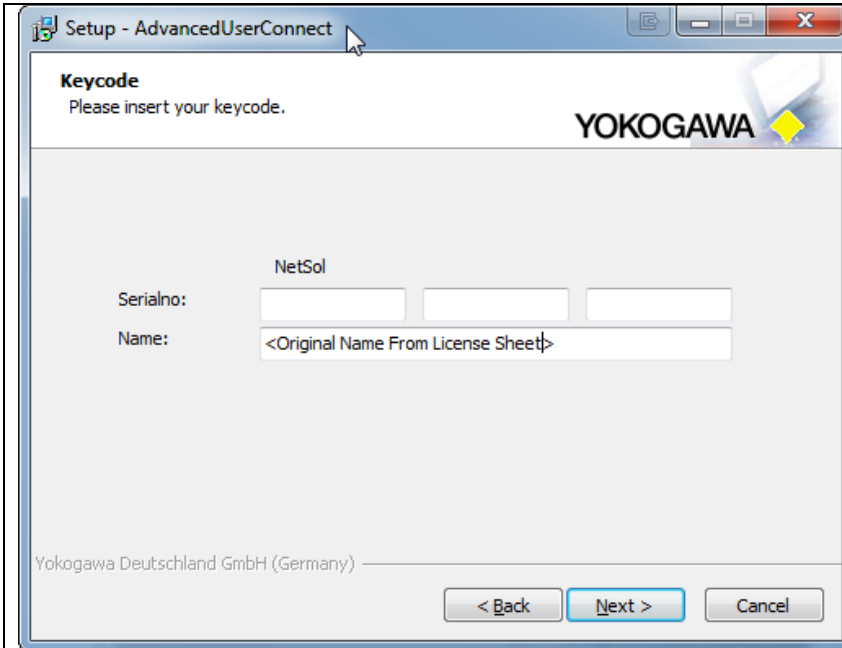 Setup - AdvancedUserConnect
Keycode
Please insert your keycode.
YOKOGAWA
NetSol
Serialno:
Name:
<Original Name From License Sheet>
Yokogawa Deutschland GmbH (Germany)
< Back
Next >
Cancel